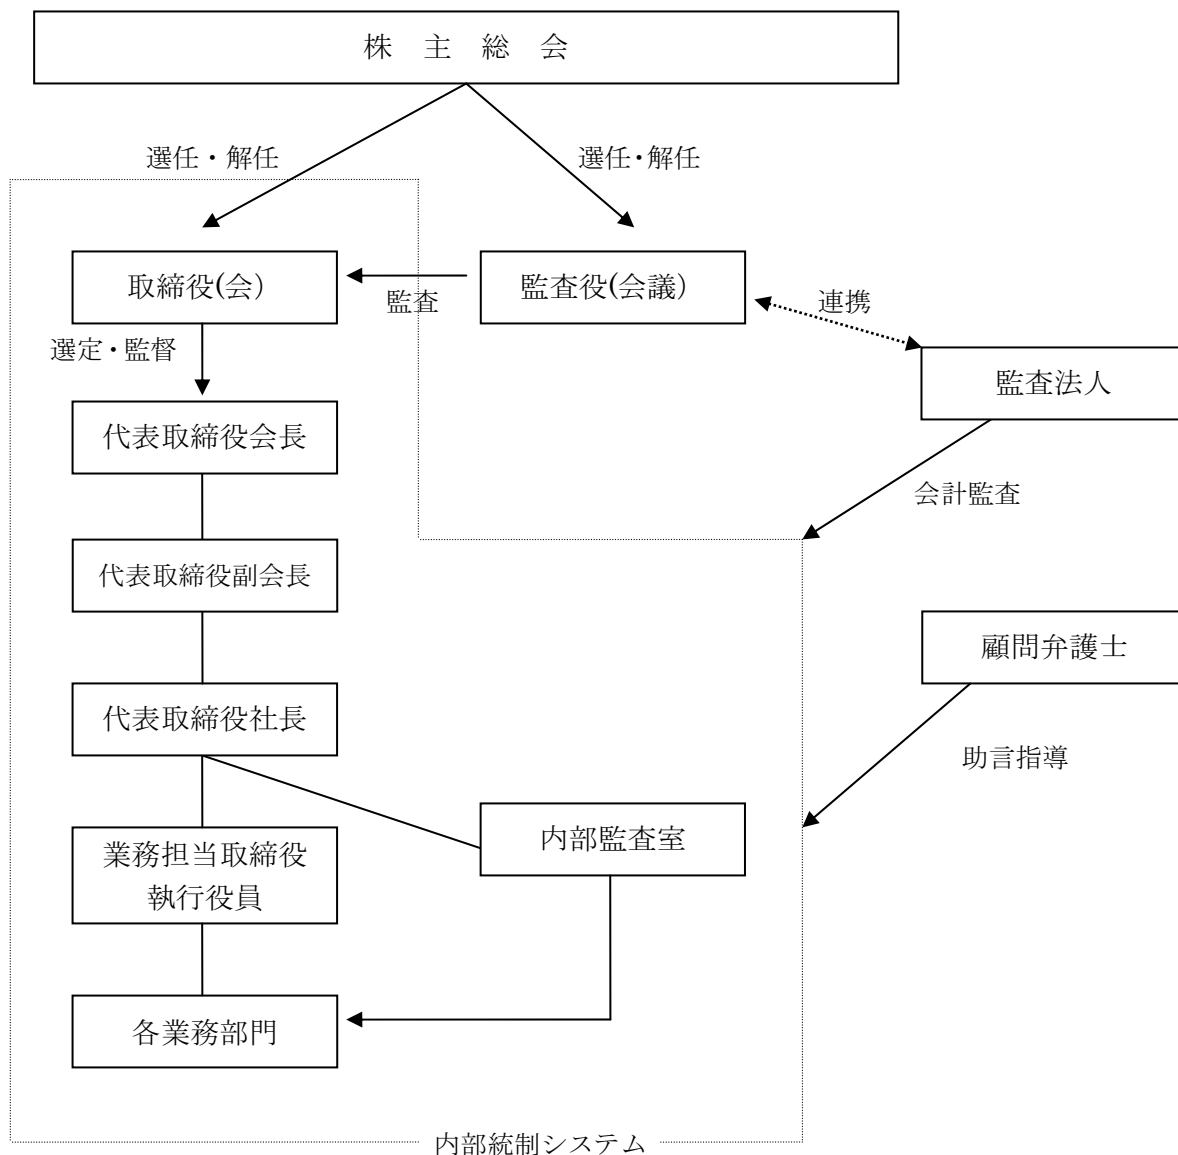 株 主 総 会
選任・解任
選任・解任
取締役(会)
監査
監査役(会議)
連携
選定・監督
監査法人
代表取締役会長
会計監査
代表取締役副会長
顧問弁護士
代表取締役社長
助言指導
内部監査室
業務担当取締役
執行役員
各業務部門
内部統制システム